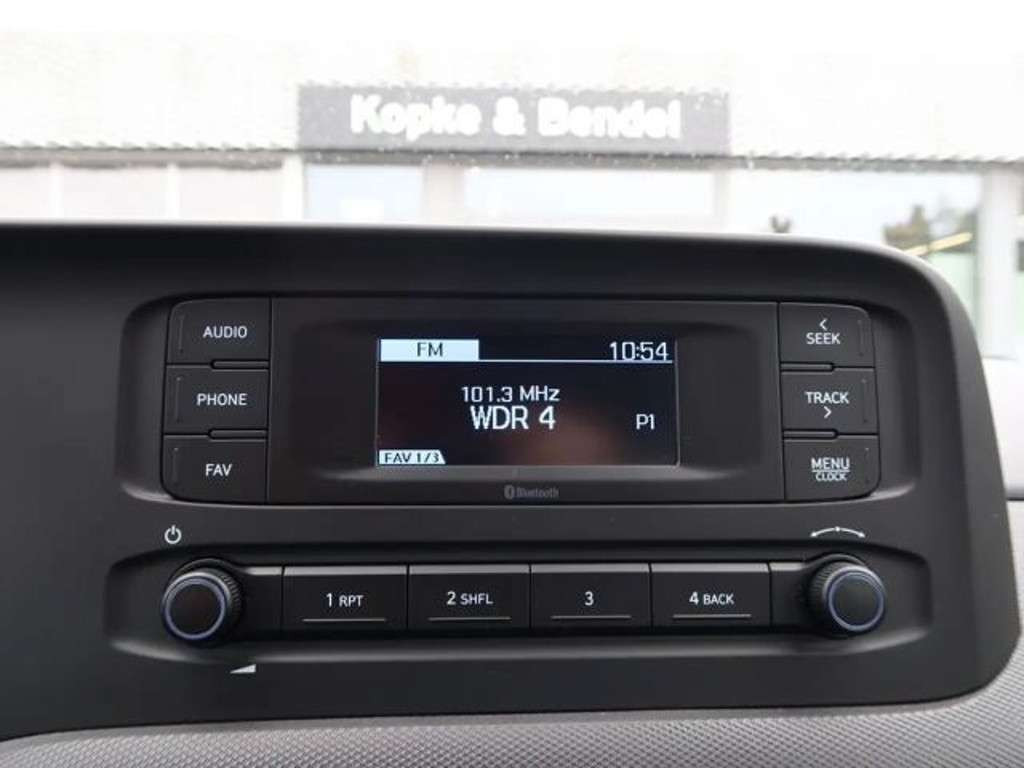 Kopke & Bendel
AUDIO
PHONE
FAV
FM 10:54
101.3 MHz
WDR 4
P1
FAV 1/3
Bluetooth
< SEEK
TRACK >
MENU
CLOCK
1 RPT
2 SHFL
3
4 BACK